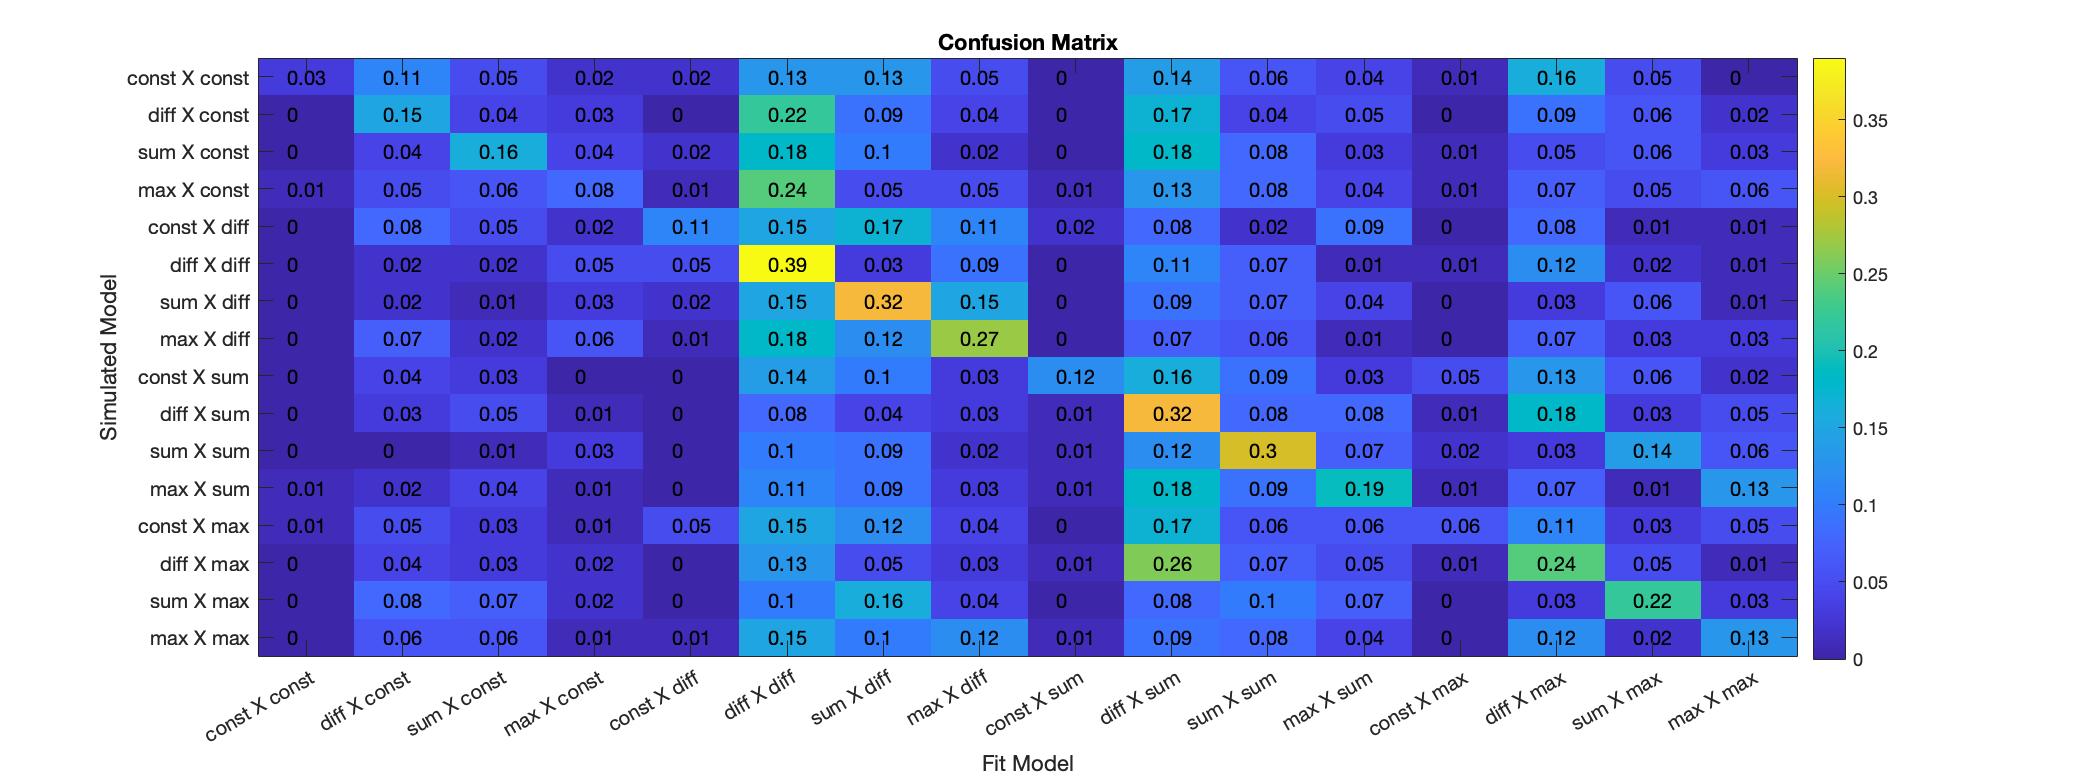 Confusion Matrix
const X const 0.03 0.11 0.05 0.02 0.02 0.13 0.13 0.05 0 0.14 0.06 0.04 0.01 0.16 0.05 0
diff X const 0 0.15 0.04 0.03 0 0.22 0.09 0.04 0 0.17 0.04 0.05 0 0.09 0.06 0.02
sum X const 0 0.04 0.16 0.04 0.02 0.18 0.1 0.02 0 0.18 0.08 0.03 0.01 0.05 0.06 0.03
max X const 0.01 0.05 0.06 0.08 0.01 0.24 0.05 0.05 0.01 0.13 0.08 0.04 0.01 0.07 0.05 0.06
const X diff 0 0.08 0.05 0.02 0.11 0.15 0.17 0.11 0.02 0.08 0.02 0.09 0 0.08 0.01 0.01
diff X diff 0 0.02 0.02 0.05 0.05 0.39 0.03 0.09 0 0.11 0.07 0.01 0.01 0.12 0.02 0.01
sum X diff 0 0.02 0.01 0.03 0.02 0.15 0.32 0.15 0 0.09 0.07 0.04 0 0.03 0.06 0.01
max X diff 0 0.07 0.02 0.06 0.01 0.18 0.12 0.27 0 0.07 0.06 0.01 0 0.07 0.03 0.03
const X sum 0 0.04 0.03 0 0 0.14 0.1 0.03 0.12 0.16 0.09 0.03 0.05 0.13 0.06 0.02
diff X sum 0 0.03 0.05 0.01 0 0.08 0.04 0.03 0.01 0.32 0.08 0.08 0.01 0.18 0.03 0.05
sum X sum 0 0 0.01 0.03 0 0.1 0.09 0.02 0.01 0.12 0.3 0.07 0.02 0.03 0.14 0.06
max X sum 0.01 0.02 0.04 0.01 0 0.11 0.09 0.03 0.01 0.18 0.09 0.19 0.01 0.07 0.01 0.13
const X max 0.01 0.05 0.03 0.01 0.05 0.15 0.12 0.04 0 0.17 0.06 0.06 0.06 0.11 0.03 0.05
diff X max 0 0.04 0.03 0.02 0 0.13 0.05 0.03 0.01 0.26 0.07 0.05 0.01 0.24 0.05 0.01
sum X max 0 0.08 0.07 0.02 0 0.1 0.16 0.04 0 0.08 0.1 0.07 0 0.03 0.22 0.03
max X max 0 0.06 0.06 0.01 0.01 0.15 0.1 0.12 0.01 0.09 0.08 0.04 0 0.12 0.02 0.13
Simulated Model
const X const diff X const sum X const max X const const X diff diff X diff sum X diff max X diff const X sum diff X sum sum X sum max X sum const X max diff X max sum X max max X max
Fit Model
0.35
0.3
0.25
0.2
0.15
0.1
0.05
0